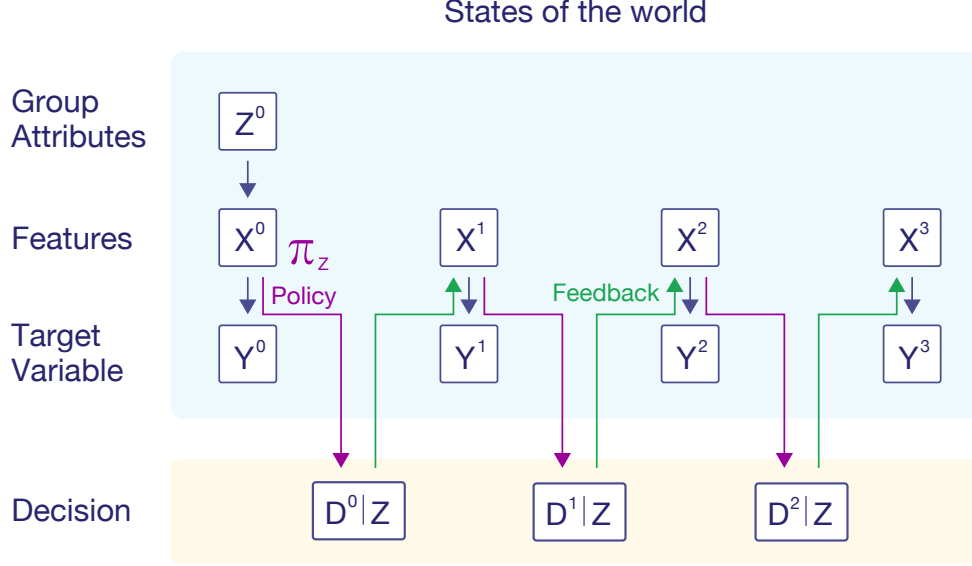 States of the world
Group
Attributes
Z⁰
Features
X⁰
π_z
X¹
X²
X³
Policy
Feedback
Target
Variable
Y⁰
Y¹
Y²
Y³
Decision
D⁰|Z
D¹|Z
D²|Z